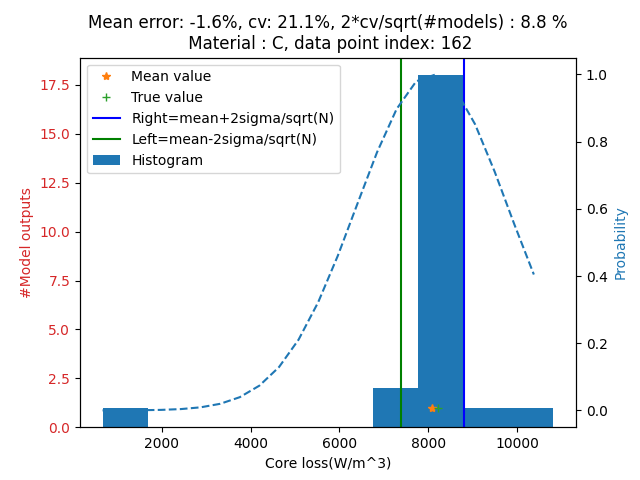 Mean error: -1.6%, cv: 21.1%, 2*cv/sqrt(#models) : 8.8 %
Material : C, data point index: 162
Mean value
True value
Right=mean+2sigma/sqrt(N)
Left=mean-2sigma/sqrt(N)
Histogram
#Model outputs
17.5
15.0
12.5
10.0
7.5
5.0
2.5
0.0
Probability
1.0
0.8
0.6
0.4
0.2
0.0
2000 4000 6000 8000 10000
Core loss(W/m^3)